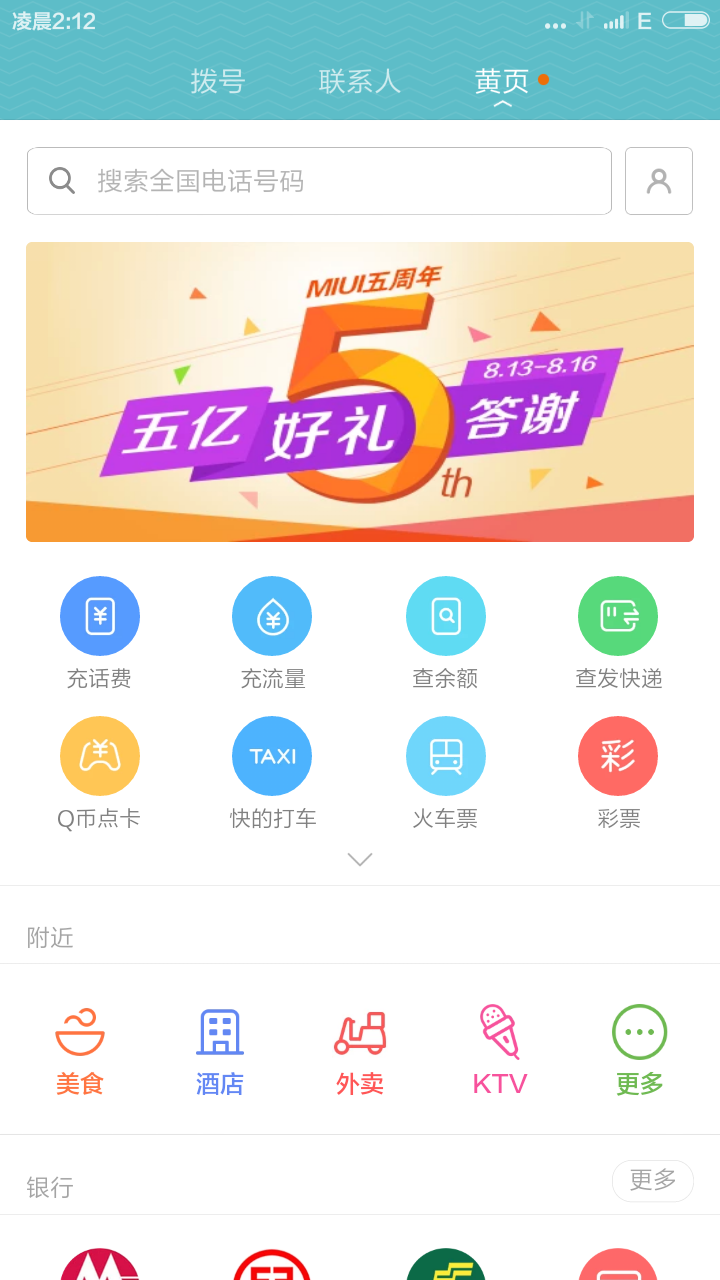 凌晨2:12
E
拨号 联系人 黄页
搜索全国电话号码
MIUI五周年
5th
8.13-8.16
五亿 好礼 答谢
充话费 充流量 查余额 查发快递
TAXI 彩
Q币点卡 快的打车 火车票 彩票
附近
美食 酒店 外卖 KTV 更多
银行 更多